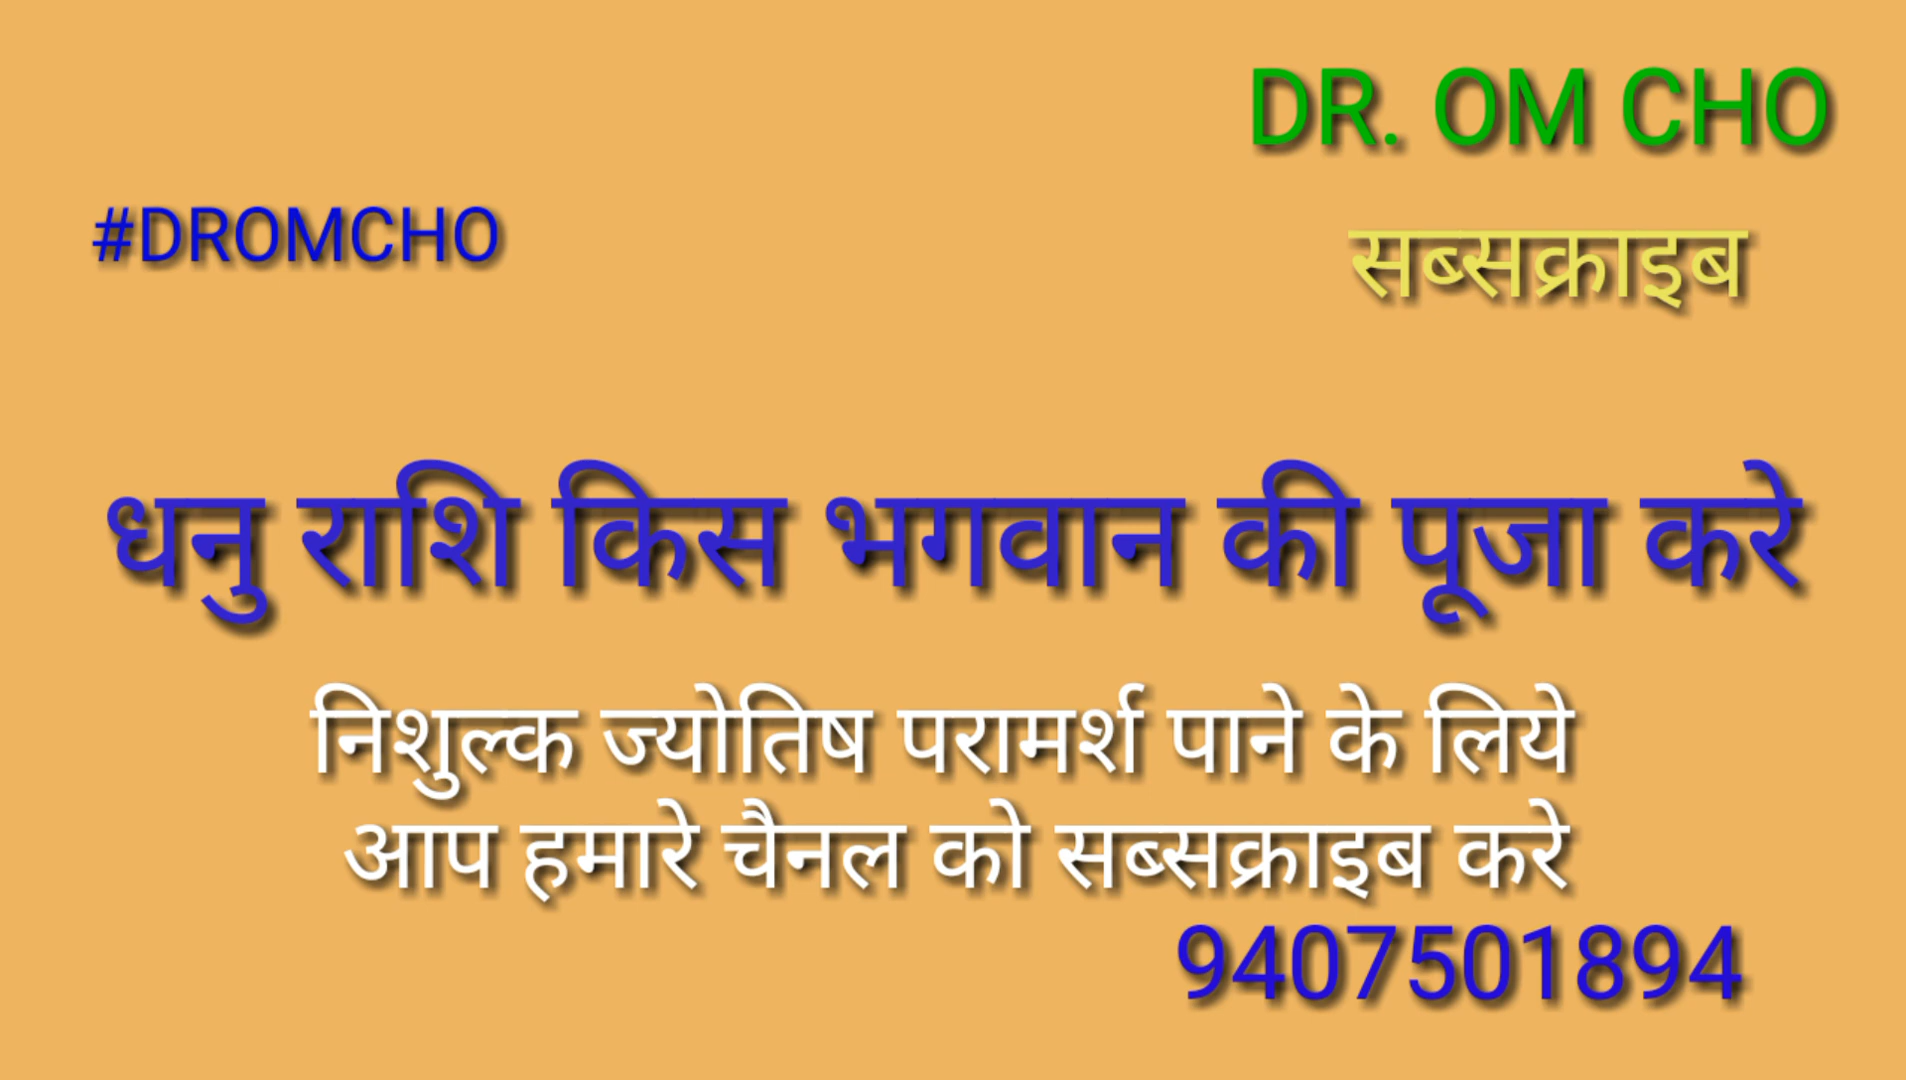 DR. OM CHO
#DROMCHO
सब्सक्राइब
धनु राशि किस भगवान की पूजा करे
निशुल्क ज्योतिष परामर्श पाने के लिये
आप हमारे चैनल को सब्सक्राइब करे
9407501894